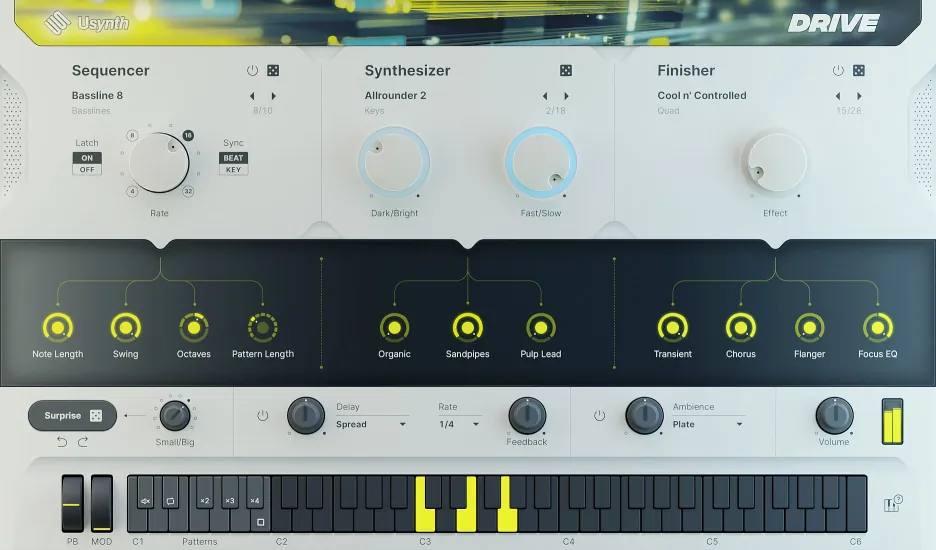 Usynth
DRIVE
Sequencer
Synthesizer
Finisher
Bassline 8
Basslines
8/10
Allrounder 2
Keys
2/18
Cool n' Controlled
Quad
15/28
Latch
ON
OFF
8
16
4
32
Rate
Sync
BEAT
KEY
Dark/Bright
Fast/Slow
Effect
Note Length
Swing
Octaves
Pattern Length
Organic
Sandpipes
Pulp Lead
Transient
Chorus
Flanger
Focus EQ
Surprise
Small/Big
Delay
Spread
Rate
1/4
Feedback
Ambience
Plate
Volume
×2
×3
×4
?
PB
MOD
C1
Patterns
C2
C3
C4
C5
C6